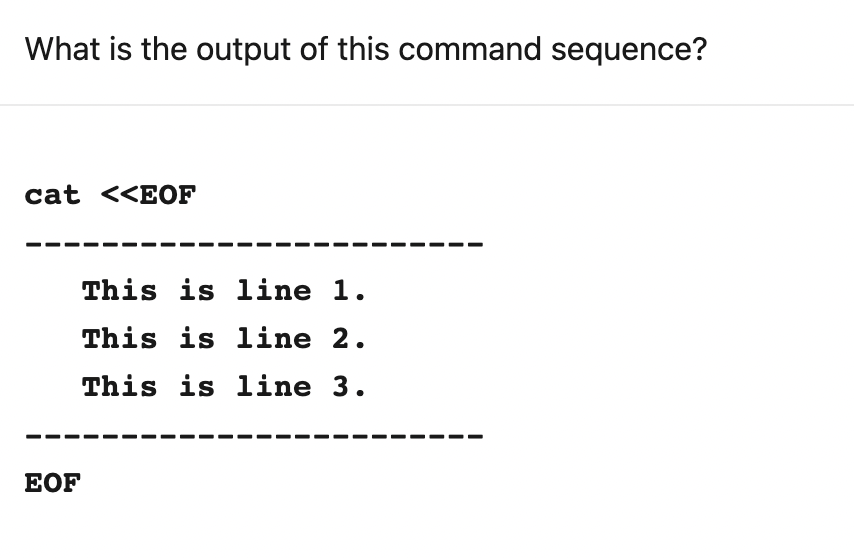 What is the output of this command sequence?
cat <<EOF
------------------------
   This is line 1.
   This is line 2.
   This is line 3.
------------------------
EOF